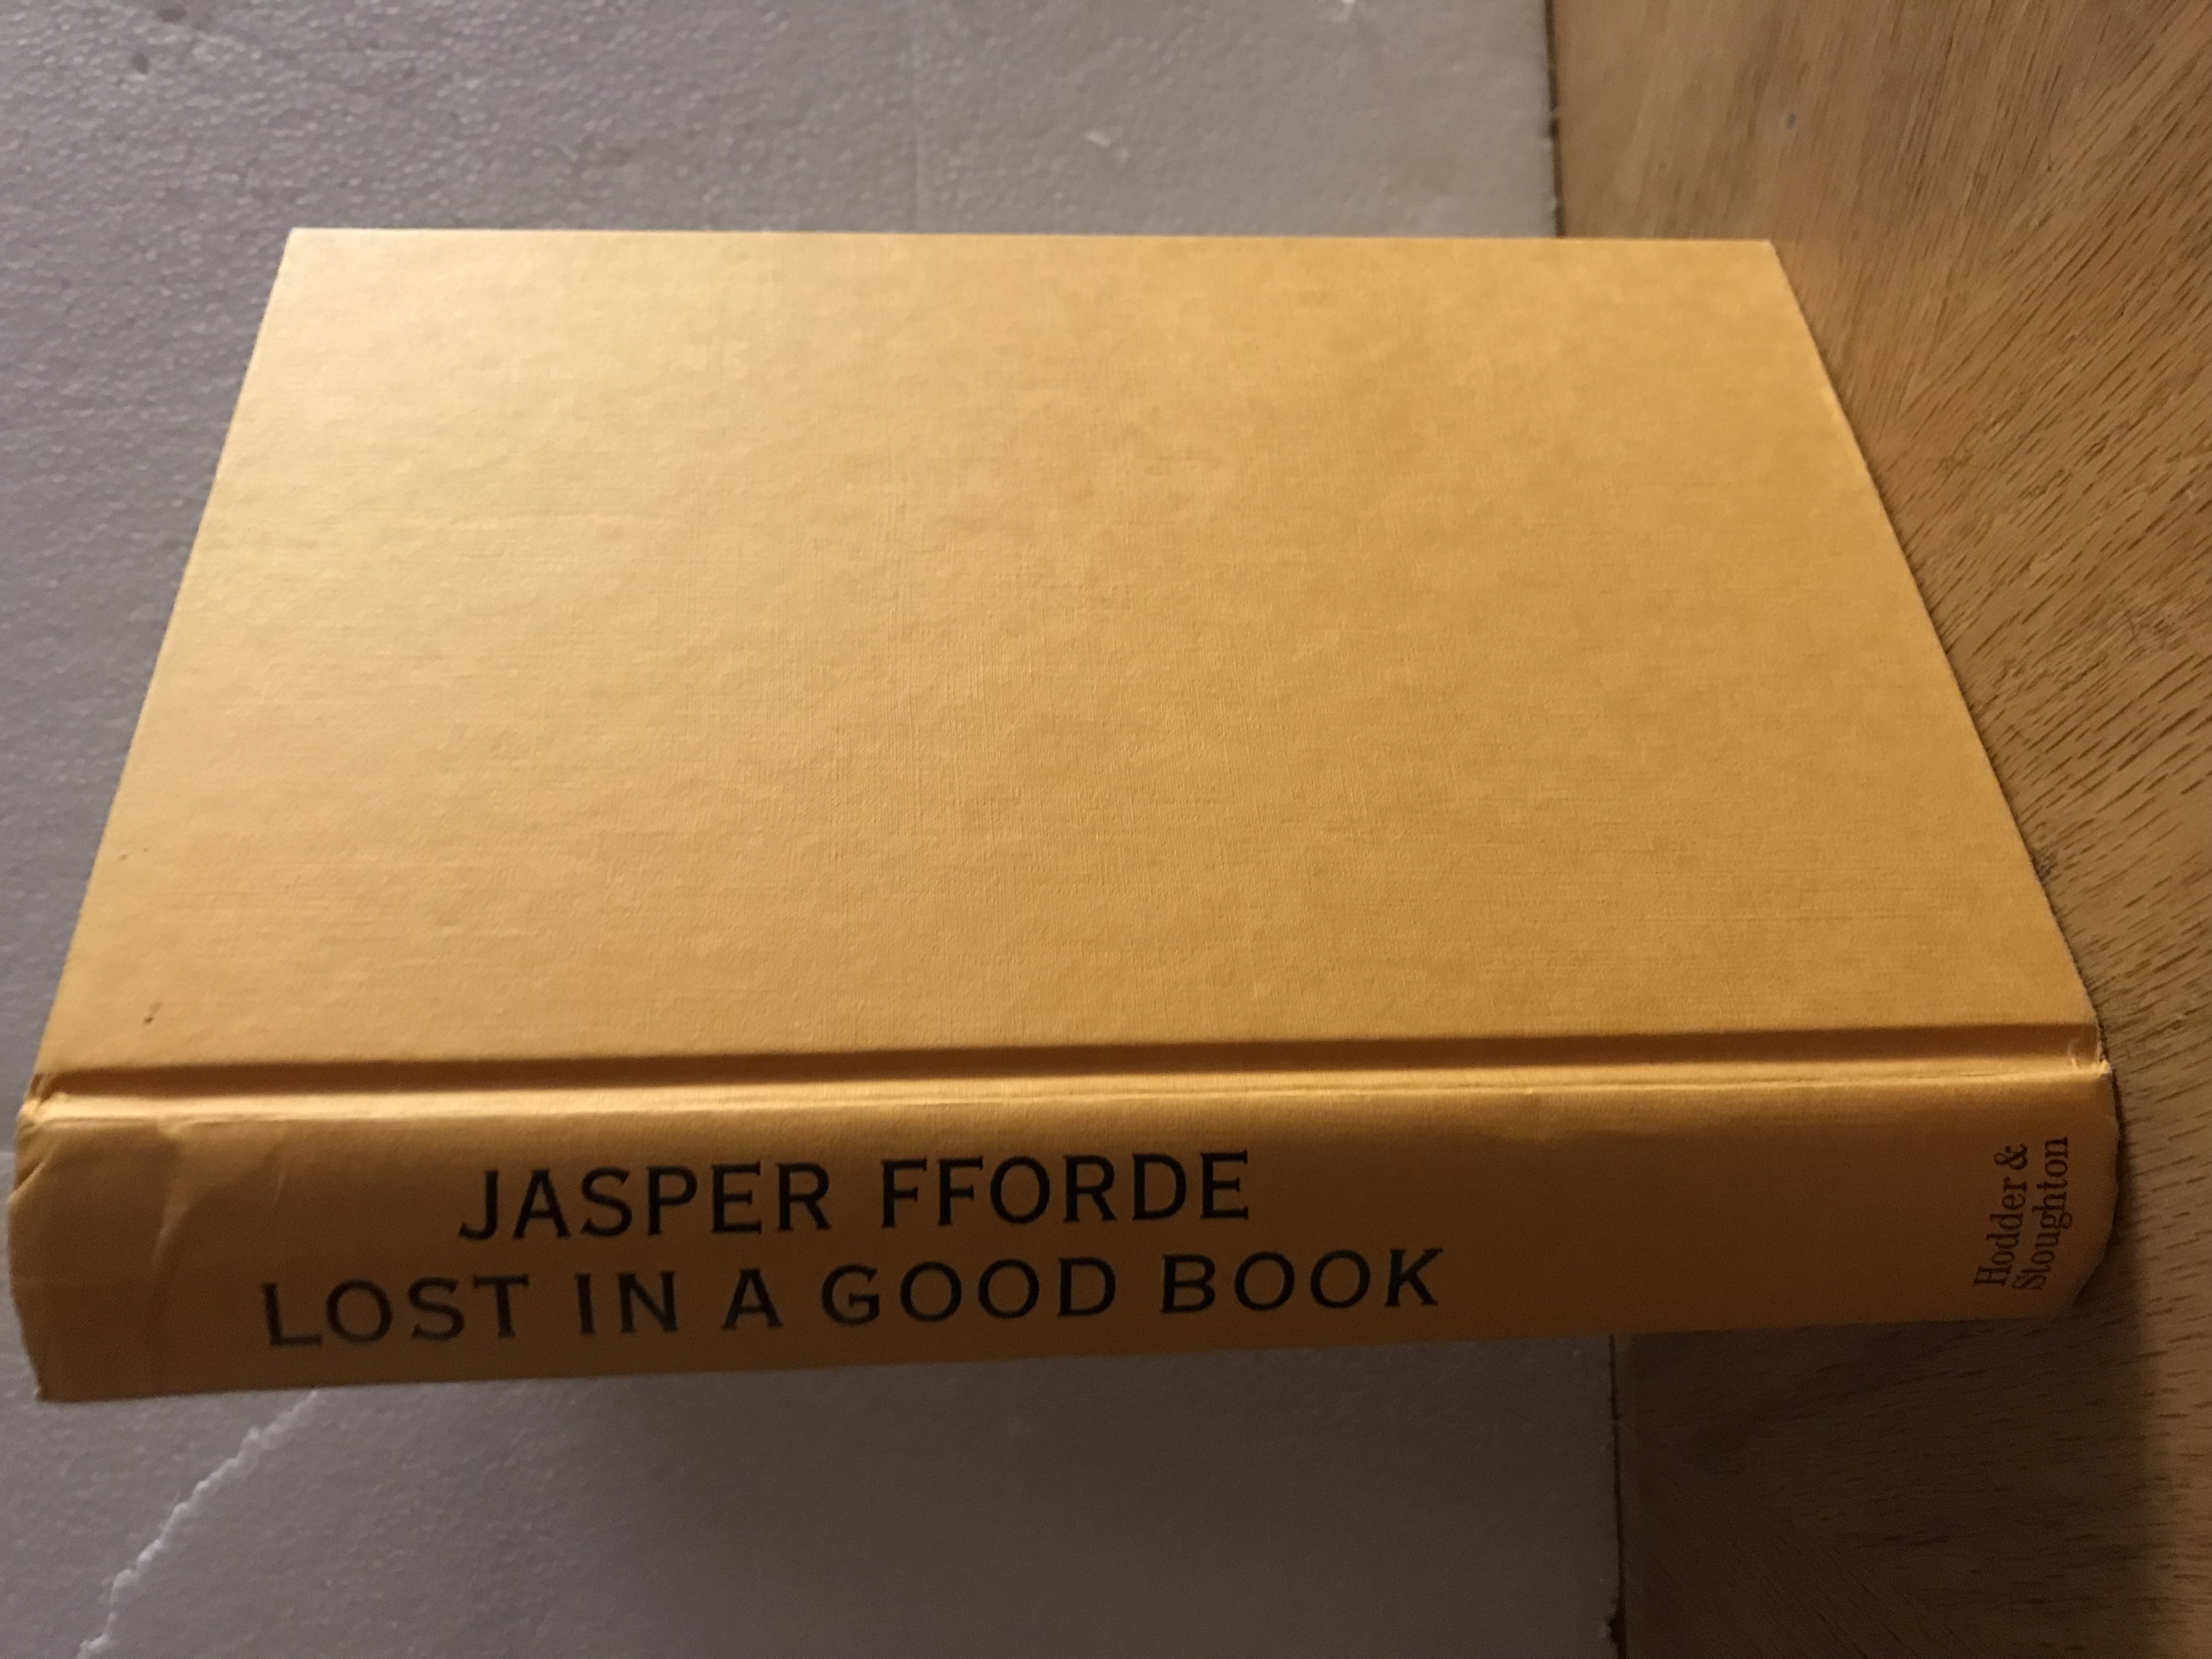 JASPER FFORDE
LOST IN A GOOD BOOK
Hodder &
Stoughton